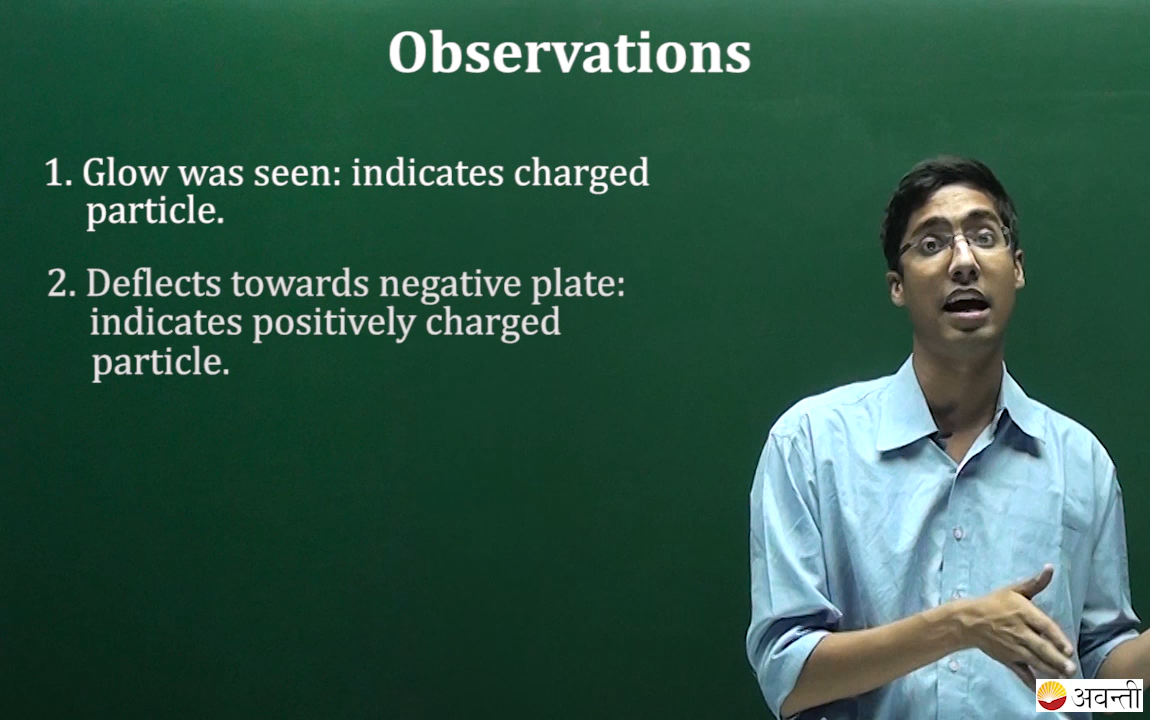 Observations
1. Glow was seen: indicates charged
particle.
2. Deflects towards negative plate:
indicates positively charged
particle.
अवन्ती